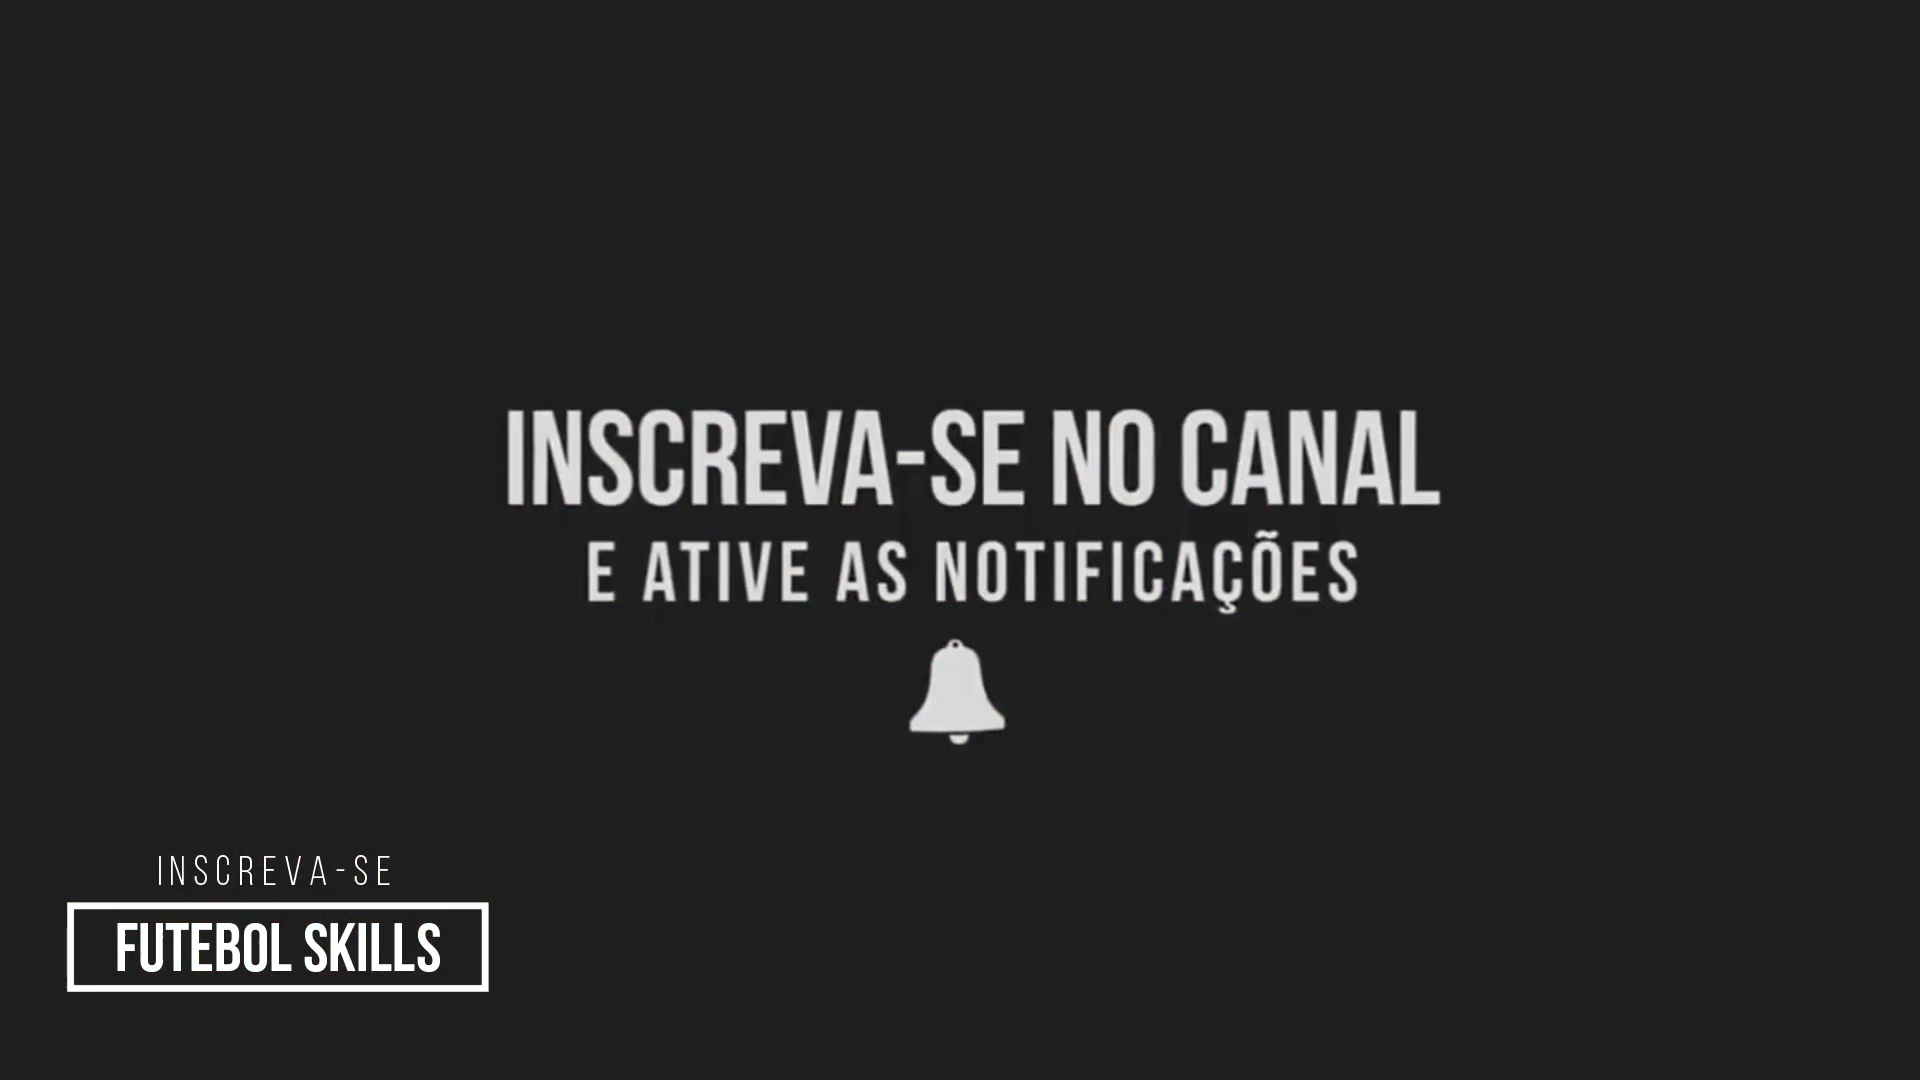 INSCREVA-SE NO CANAL
E ATIVE AS NOTIFICAÇÕES
INSCREVA-SE
FUTEBOL SKILLS